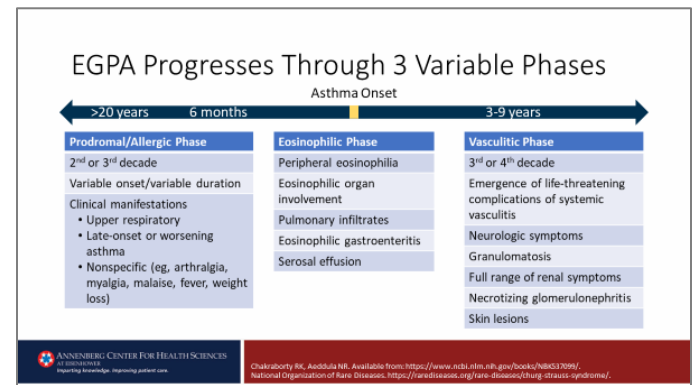 EGPA Progresses Through 3 Variable Phases
Asthma Onset
>20 years 6 months 3-9 years
Prodromal/Allergic Phase
2nd or 3rd decade
Variable onset/variable duration
Clinical manifestations
• Upper respiratory
• Late-onset or worsening
asthma
• Nonspecific (eg, arthralgia,
myalgia, malaise, fever, weight
loss)
Eosinophilic Phase
Peripheral eosinophilia
Eosinophilic organ
involvement
Pulmonary infiltrates
Eosinophilic gastroenteritis
Serosal effusion
Vasculitic Phase
3rd or 4th decade
Emergence of life-threatening
complications of systemic
vasculitis
Neurologic symptoms
Granulomatosis
Full range of renal symptoms
Necrotizing glomerulonephritis
Skin lesions
ANNENBERG CENTER FOR HEALTH SCIENCES
AT EISENHOWER
Imparting knowledge. Improving patient care.
Chakraborty RK, Aeddula NR. Available from: https://www.ncbi.nlm.nih.gov/books/NBK537099/.
National Organization of Rare Diseases. https://rarediseases.org/rare-diseases/churg-strauss-syndrome/.